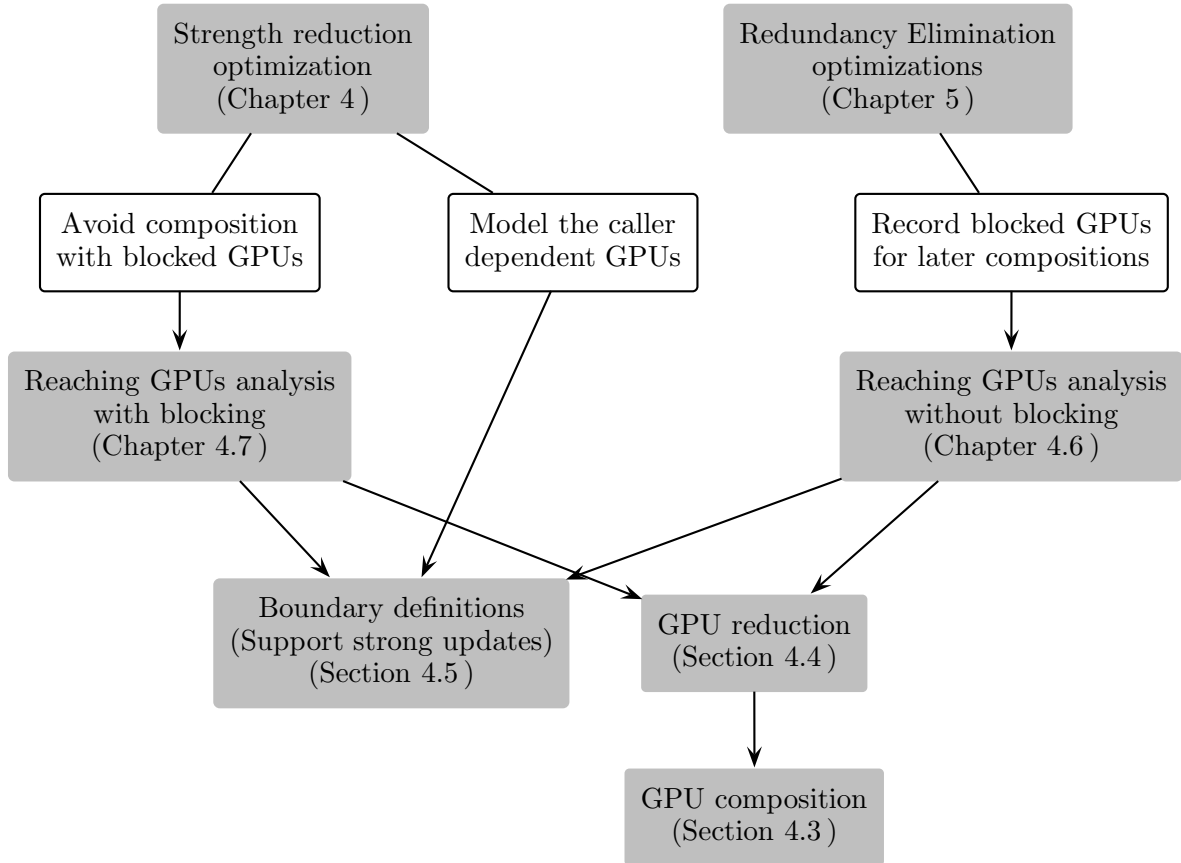 Strength reduction
optimization
(Chapter 4)
Redundancy Elimination
optimizations
(Chapter 5)
Avoid composition
with blocked GPUs
Model the caller
dependent GPUs
Record blocked GPUs
for later compositions
Reaching GPUs analysis
with blocking
(Chapter 4.7)
Reaching GPUs analysis
without blocking
(Chapter 4.6)
Boundary definitions
(Support strong updates)
(Section 4.5)
GPU reduction
(Section 4.4)
GPU composition
(Section 4.3)